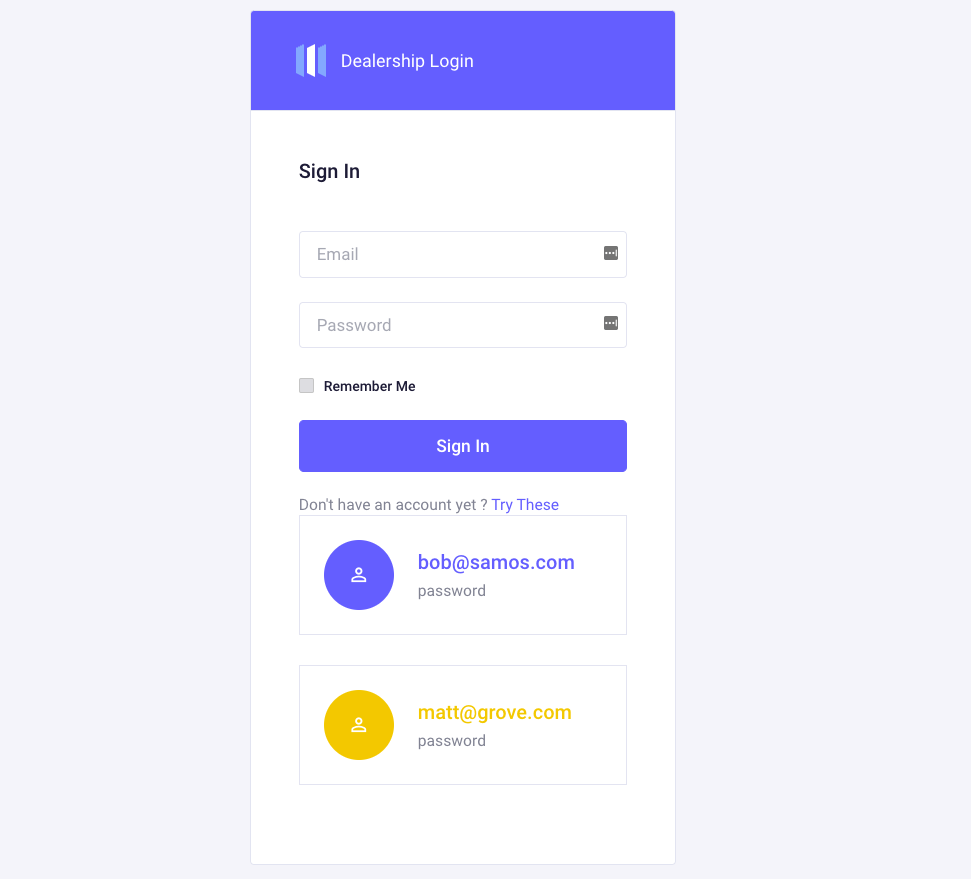 Dealership Login
Sign In
Email
Password
Remember Me
Sign In
Don't have an account yet ? Try These
bob@samos.com
password
matt@grove.com
password